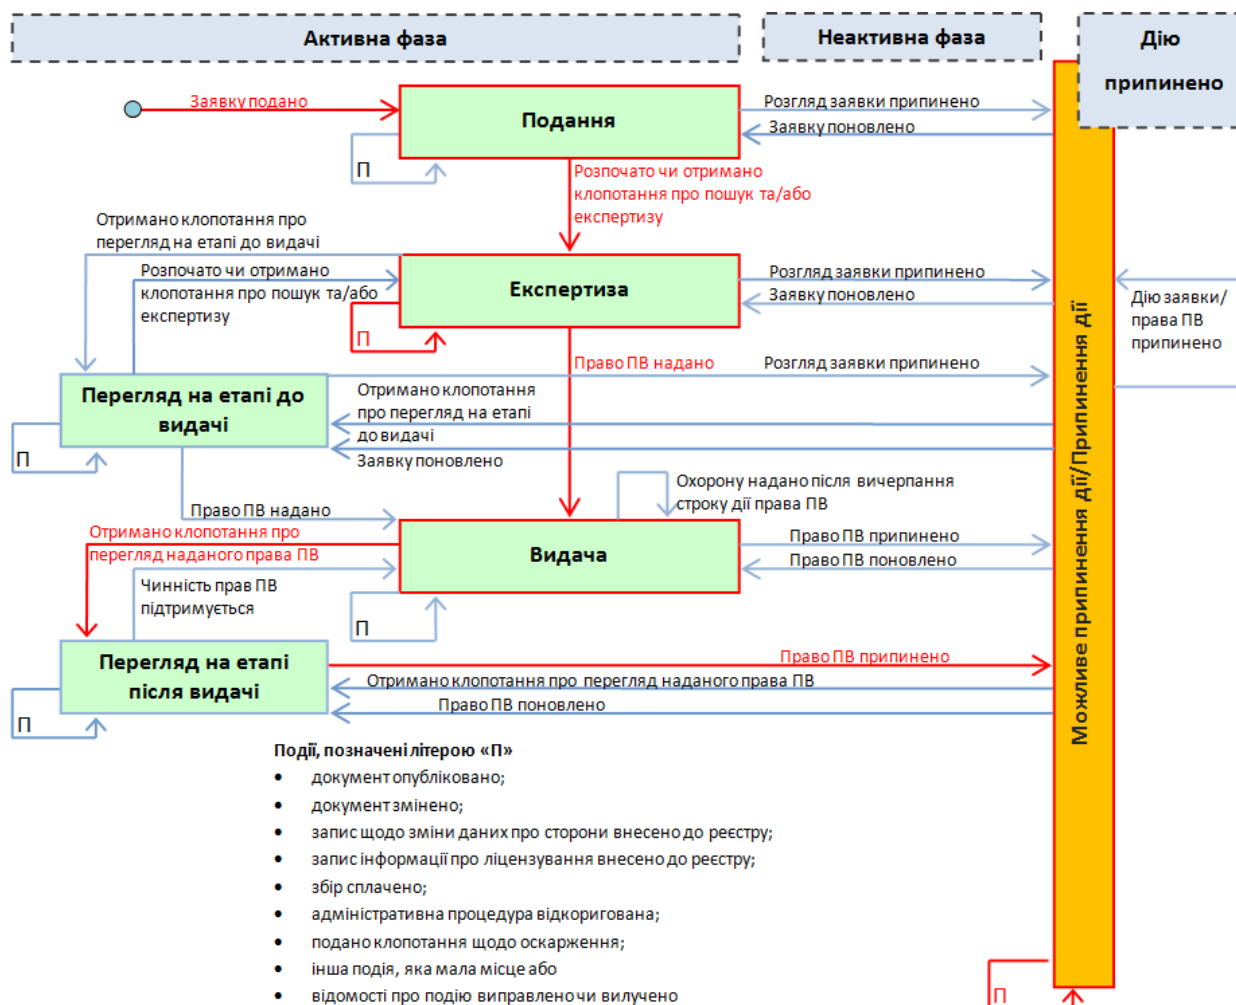 Активна фаза
Неактивна фаза
Дію
припинено
Заявку подано
Подання
Розгляд заявки припинено
Заявку поновлено
П
Розпочато чи отримано
клопотання про пошук та/або
експертизу
Отримано клопотання про
перегляд на етапі до видачі
Розпочато чи отримано
клопотання про пошук та/або
експертизу
Експертиза
Розгляд заявки припинено
Заявку поновлено
П
Дію заявки/
права ПВ
припинено
Право ПВ надано
Розгляд заявки припинено
Перегляд на етапі до
видачі
Отримано клопотання
про перегляд на етапі
до видачі
Заявку поновлено
П
Можливе припинення дії/Припинення дії
Право ПВ надано
Охорону надано після вичерпання
строку дії права ПВ
Отримано клопотання про
перегляд наданого права ПВ
Видача
Право ПВ припинено
Право ПВ поновлено
Чинність прав ПВ
підтримується
П
Перегляд на етапі
після видачі
Право ПВ припинено
Отримано клопотання про перегляд наданого права ПВ
Право ПВ поновлено
П
Події, позначені літерою «П»
• документ опубліковано;
• документ змінено;
• запис щодо зміни даних про сторони внесено до реєстру;
• запис інформації про ліцензування внесено до реєстру;
• збір сплачено;
• адміністративна процедура відкоригована;
• подано клопотання щодо оскарження;
• інша подія, яка мала місце або
• відомості про подію виправлено чи вилучено
П